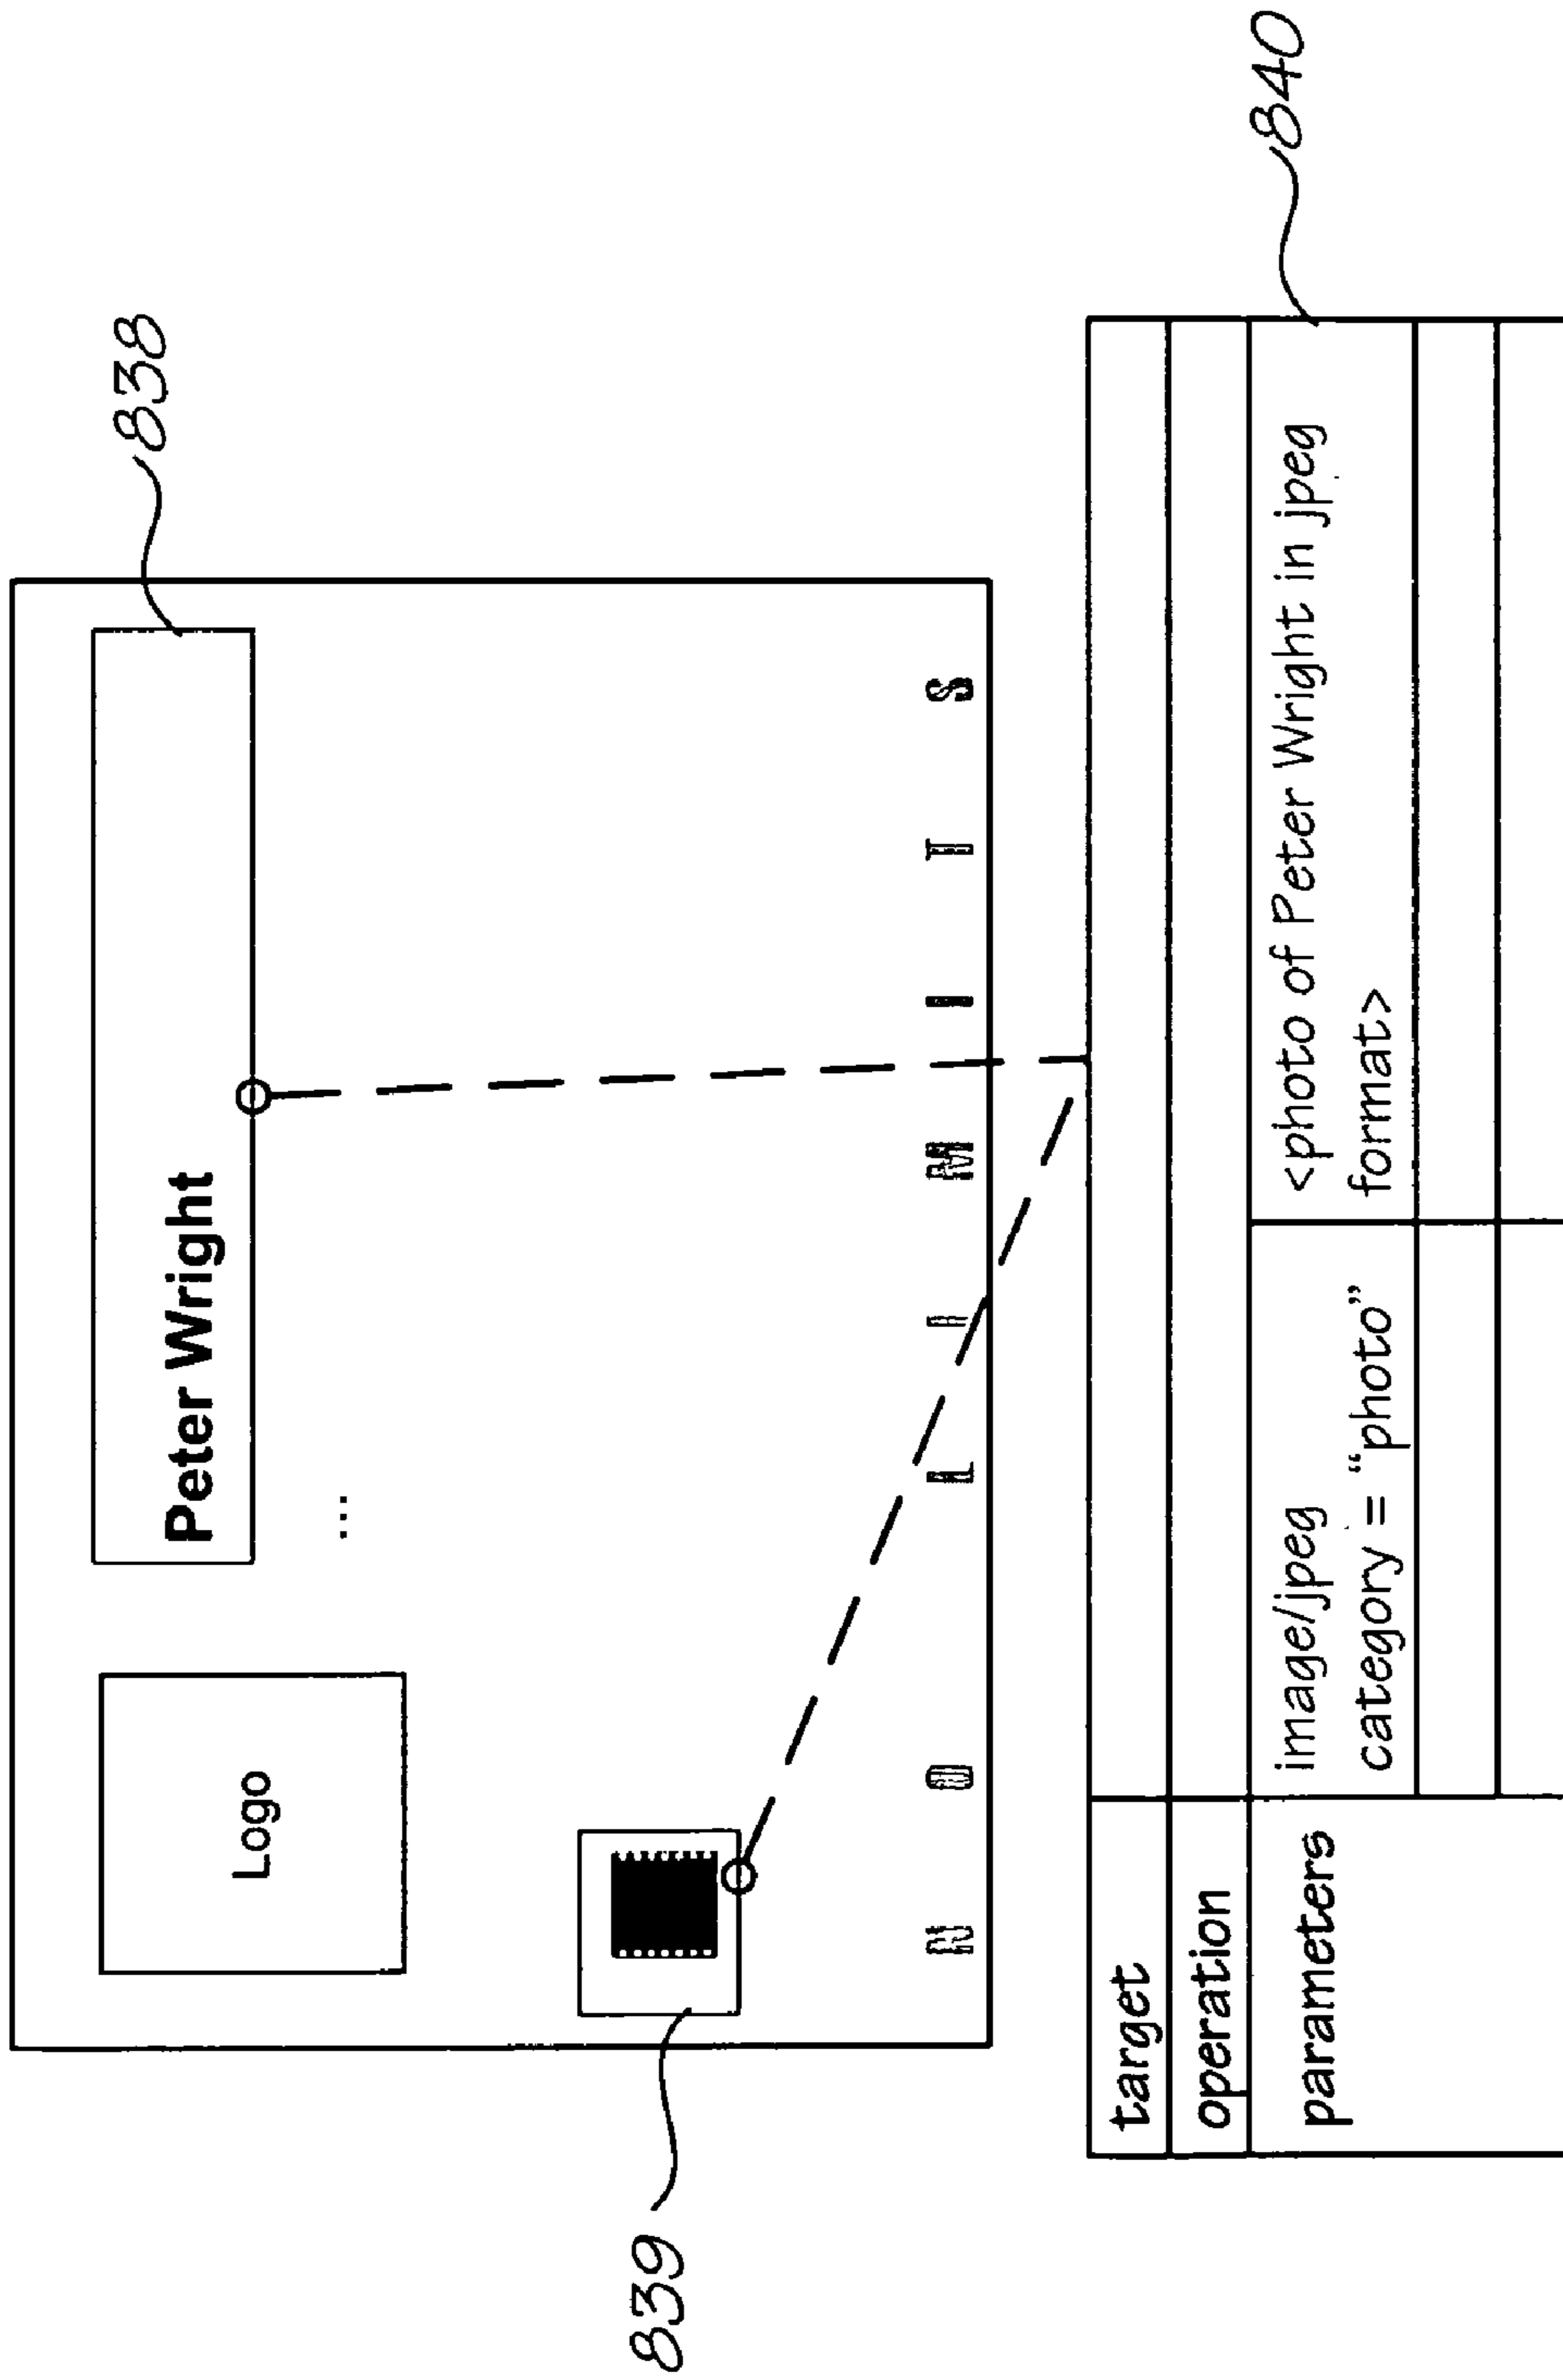 838
Peter Wright
Logo
...
839
N O L I M I T S
target
operation
parameters
image/jpeg
category = “photo”
<photo of Peter Wright in jpeg
format>
840